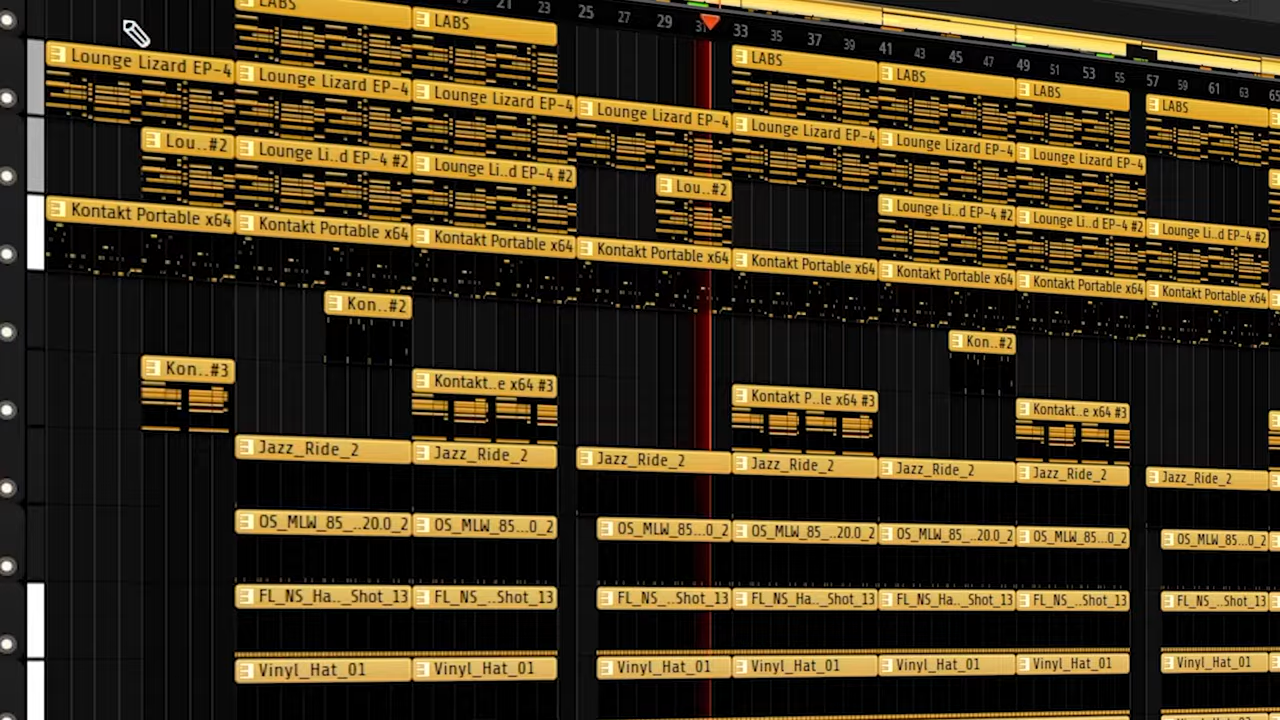 LABS LABS 21 23 25 27 29 31 33 35 37 39 41 43 45 47 49 51 53 55 57 59 61 63 65
LABS LABS LABS LABS
Lounge Lizard EP-4 Lounge Lizard EP-4 Lounge Lizard EP-4 Lounge Lizard EP-4 Lounge Lizard EP-4 Lounge Lizard EP-4 Lounge Lizard EP-4
Lou..#2 Lounge Li..d EP-4 #2 Lounge Li..d EP-4 #2 Lou..#2 Lounge Li..d EP-4 #2 Lounge Li..d EP-4 #2 Lounge Li..d EP-4 #2
Kontakt Portable x64 Kontakt Portable x64 Kontakt Portable x64 Kontakt Portable x64 Kontakt Portable x64 Kontakt Portable x64 Kontakt Portable x64 Kontakt Portable x64
Kon..#2 Kon..#2
Kon..#3 Kontakt..e x64 #3 Kontakt P..le x64 #3 Kontakt..e x64 #3
Jazz_Ride_2 Jazz_Ride_2 Jazz_Ride_2 Jazz_Ride_2 Jazz_Ride_2 Jazz_Ride_2 Jazz_Ride_2
OS_MLW_85_..20.0_2 OS_MLW_85...0_2 OS_MLW_85...0_2 OS_MLW_85_..20.0_2 OS_MLW_85_..20.0_2 OS_MLW_85...0_2 OS_MLW_85...0_2
FL_NS_Ha.._Shot_13 FL_NS_..Shot_13 FL_NS_..Shot_13 FL_NS_Ha.._Shot_13 FL_NS_Ha.._Shot_13 FL_NS_..Shot_13 FL_NS_..Shot_13
Vinyl_Hat_01 Vinyl_Hat_01 Vinyl_Hat_01 Vinyl_Hat_01 Vinyl_Hat_01 Vinyl_Hat_01 Vinyl_Hat_01